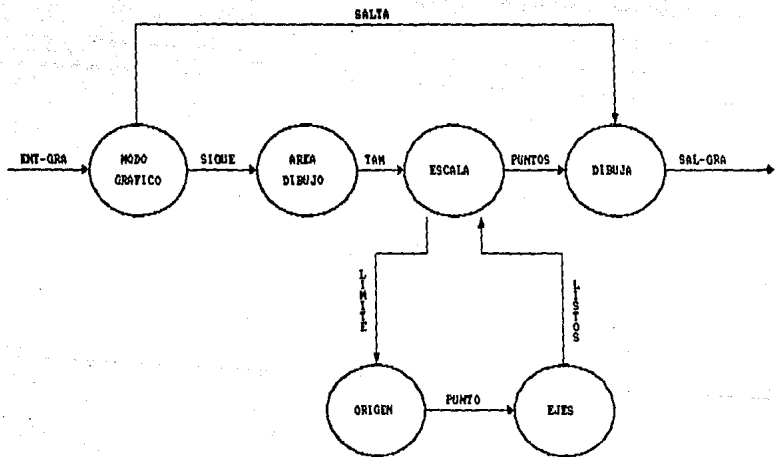 SALTA
ENT-GRA
MODO
GRAFICO
SIGUE
AREA
DIBUJO
TAM
ESCALA
PUNTOS
DIBUJA
SAL-GRA
LIMITE
LISTOS
ORIGEN
PUNTO
EJES